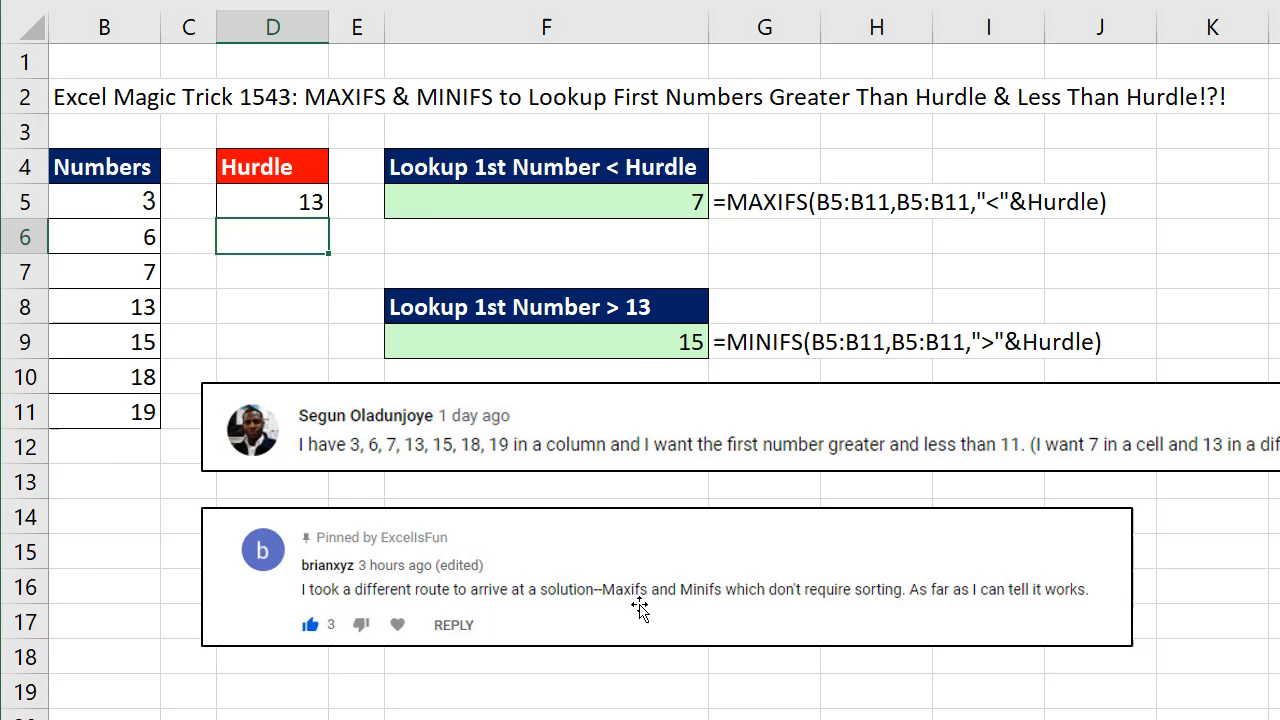 B C D E F G H I J K
1
2 Excel Magic Trick 1543: MAXIFS & MINIFS to Lookup First Numbers Greater Than Hurdle & Less Than Hurdle!?!
3
4 Numbers Hurdle Lookup 1st Number < Hurdle
5 3 13 7 =MAXIFS(B5:B11,B5:B11,"<"&Hurdle)
6 6
7 7
8 13 Lookup 1st Number > 13
9 15 15 =MINIFS(B5:B11,B5:B11,">"&Hurdle)
10 18
11 19
Segun Oladunjoye 1 day ago
12 I have 3, 6, 7, 13, 15, 18, 19 in a column and I want the first number greater and less than 11. (I want 7 in a cell and 13 in a dif
13
14
b
Pinned by ExcelIsFun
15
brianxyz 3 hours ago (edited)
16 I took a different route to arrive at a solution--Maxifs and Minifs which don't require sorting. As far as I can tell it works.
17 3 REPLY
18
19